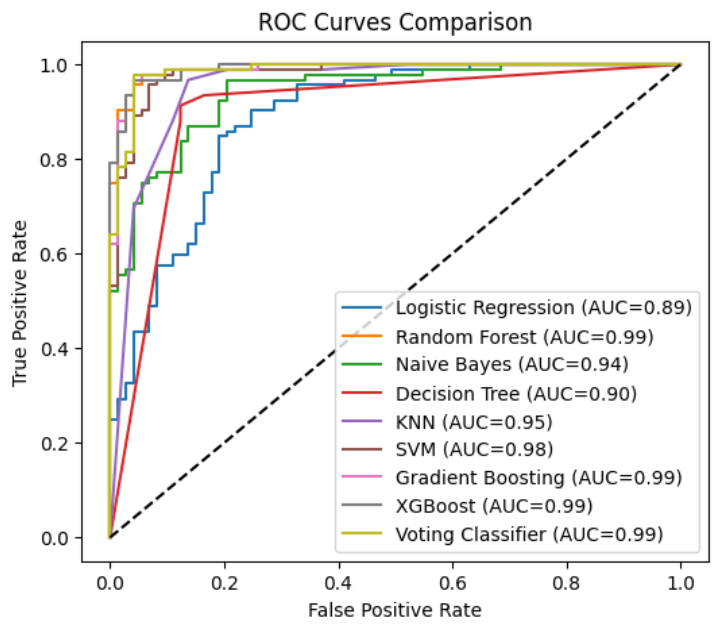 ROC Curves Comparison
True Positive Rate
1.0
0.8
0.6
0.4
0.2
0.0
Logistic Regression (AUC=0.89)
Random Forest (AUC=0.99)
Naive Bayes (AUC=0.94)
Decision Tree (AUC=0.90)
KNN (AUC=0.95)
SVM (AUC=0.98)
Gradient Boosting (AUC=0.99)
XGBoost (AUC=0.99)
Voting Classifier (AUC=0.99)
0.0 0.2 0.4 0.6 0.8 1.0
False Positive Rate